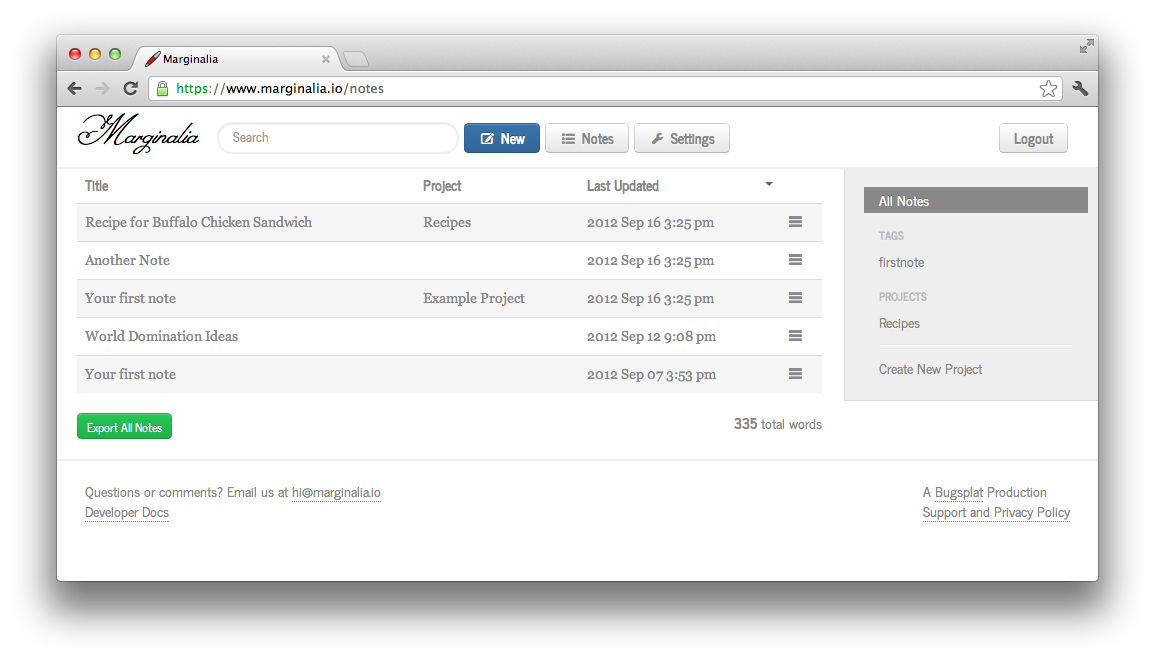 Marginalia
https://www.marginalia.io/notes
Marginalia
Search
New
Notes
Settings
Logout
Title Project Last Updated
Recipe for Buffalo Chicken Sandwich Recipes 2012 Sep 16 3:25 pm
Another Note 2012 Sep 16 3:25 pm
Your first note Example Project 2012 Sep 16 3:25 pm
World Domination Ideas 2012 Sep 12 9:08 pm
Your first note 2012 Sep 07 3:53 pm
Export All Notes
335 total words
All Notes
TAGS
firstnote
PROJECTS
Recipes
Create New Project
Questions or comments? Email us at hi@marginalia.io
Developer Docs
A Bugsplat Production
Support and Privacy Policy